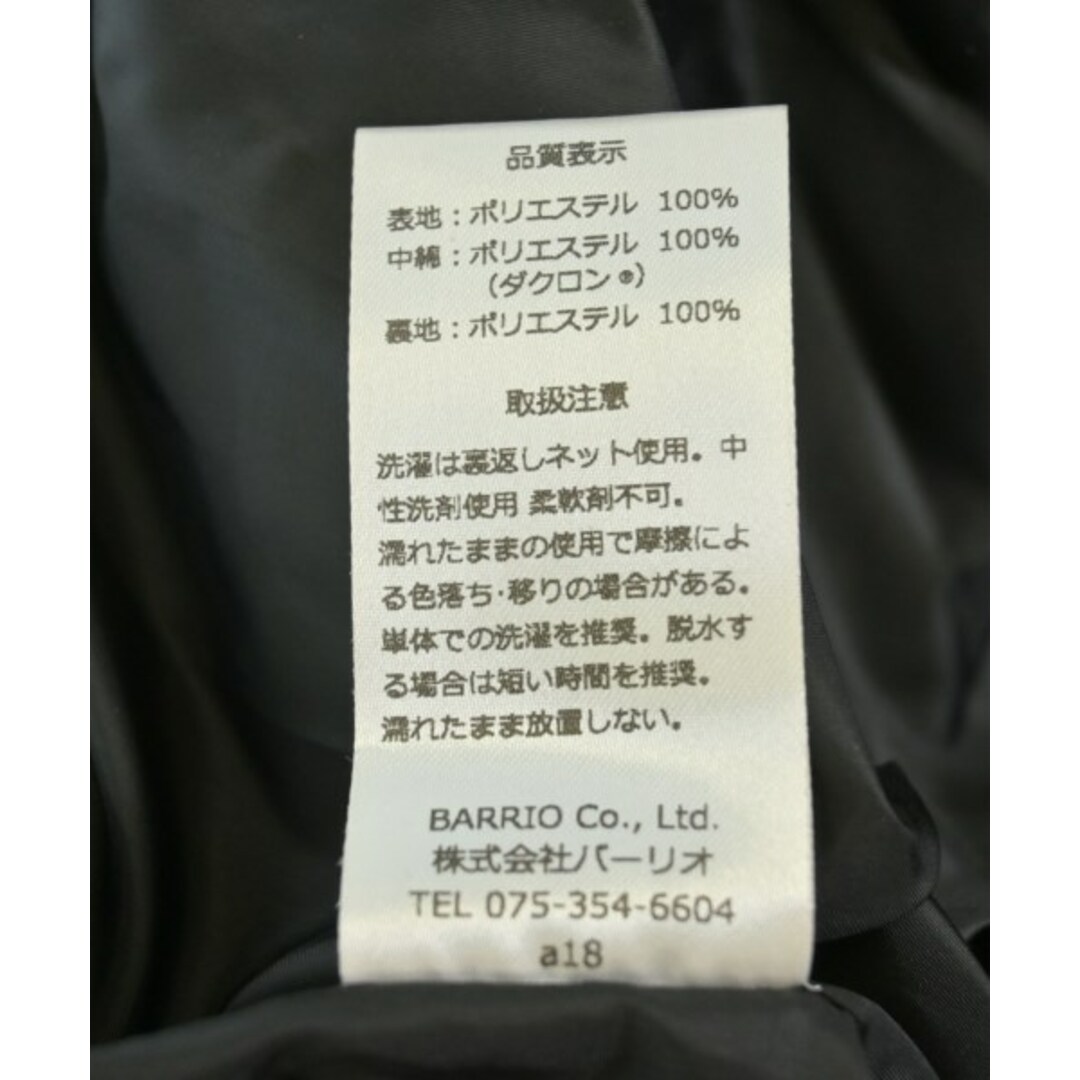 品質表示
表地：ポリエステル 100%
中綿：ポリエステル 100%
(ダクロン®)
裏地：ポリエステル 100%
取扱注意
洗濯は裏返しネット使用。中
性洗剤使用 柔軟剤不可。
濡れたままの使用で摩擦によ
る色落ち·移りの場合がある。
単体での洗濯を推奨。脱水す
る場合は短い時間を推奨。
濡れたまま放置しない。
BARRIO Co., Ltd.
株式会社バーリオ
TEL 075-354-6604
a18